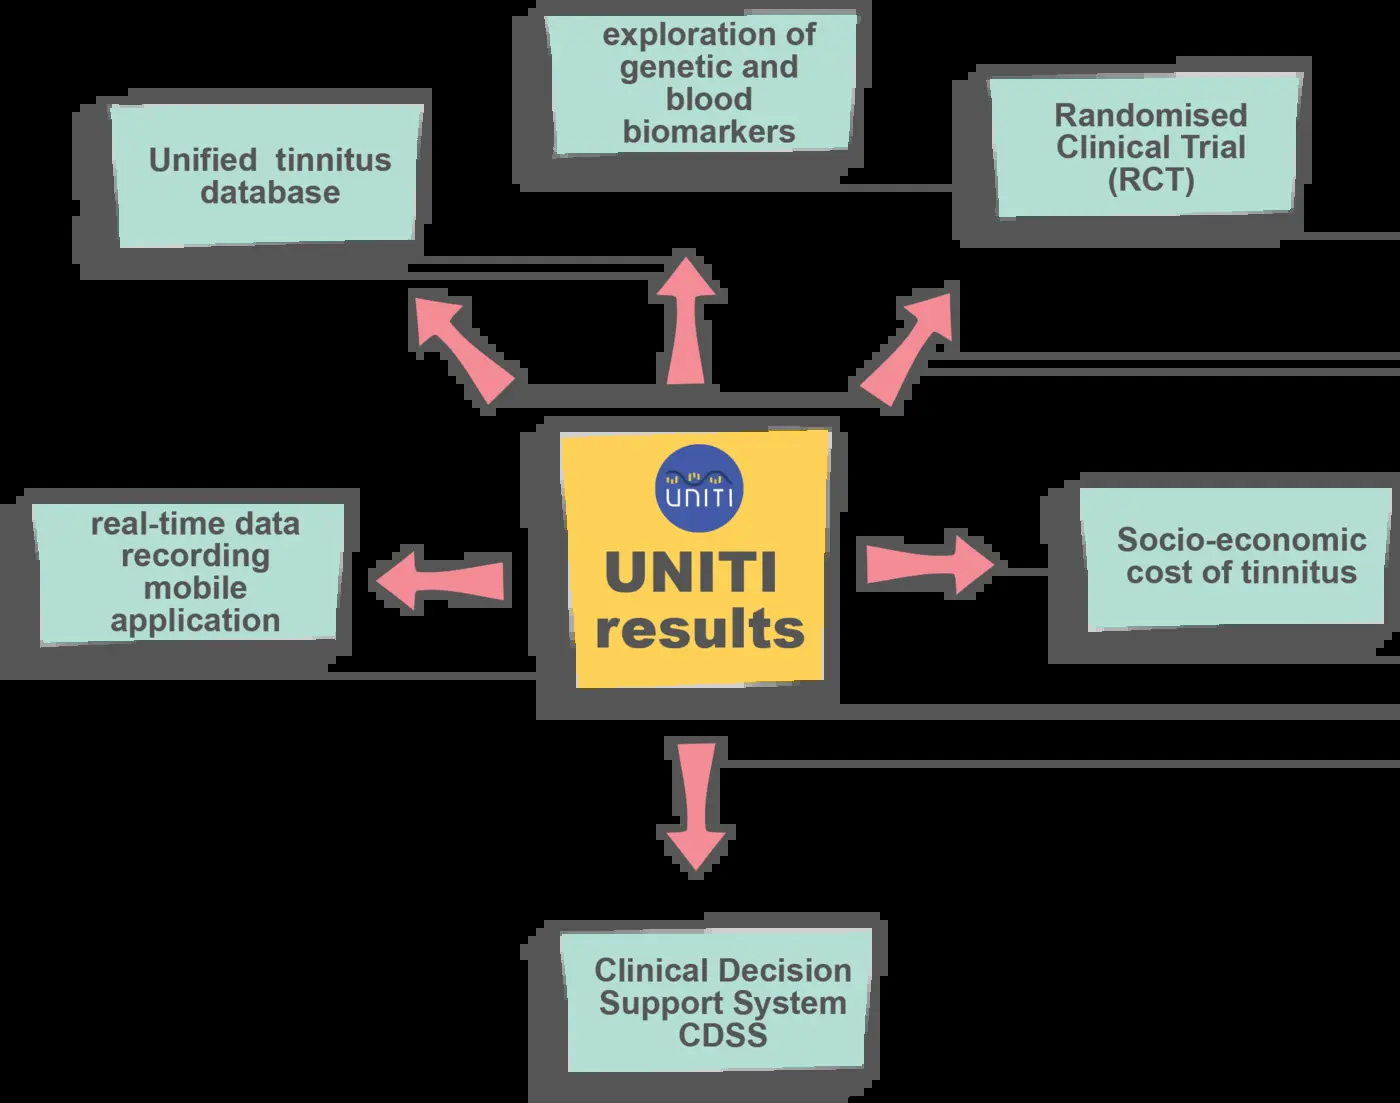 exploration of
genetic and
blood
biomarkers
Randomised
Clinical Trial
(RCT)
Unified tinnitus
database
UNITI
UNITI
results
real-time data
recording
mobile
application
Socio-economic
cost of tinnitus
Clinical Decision
Support System
CDSS